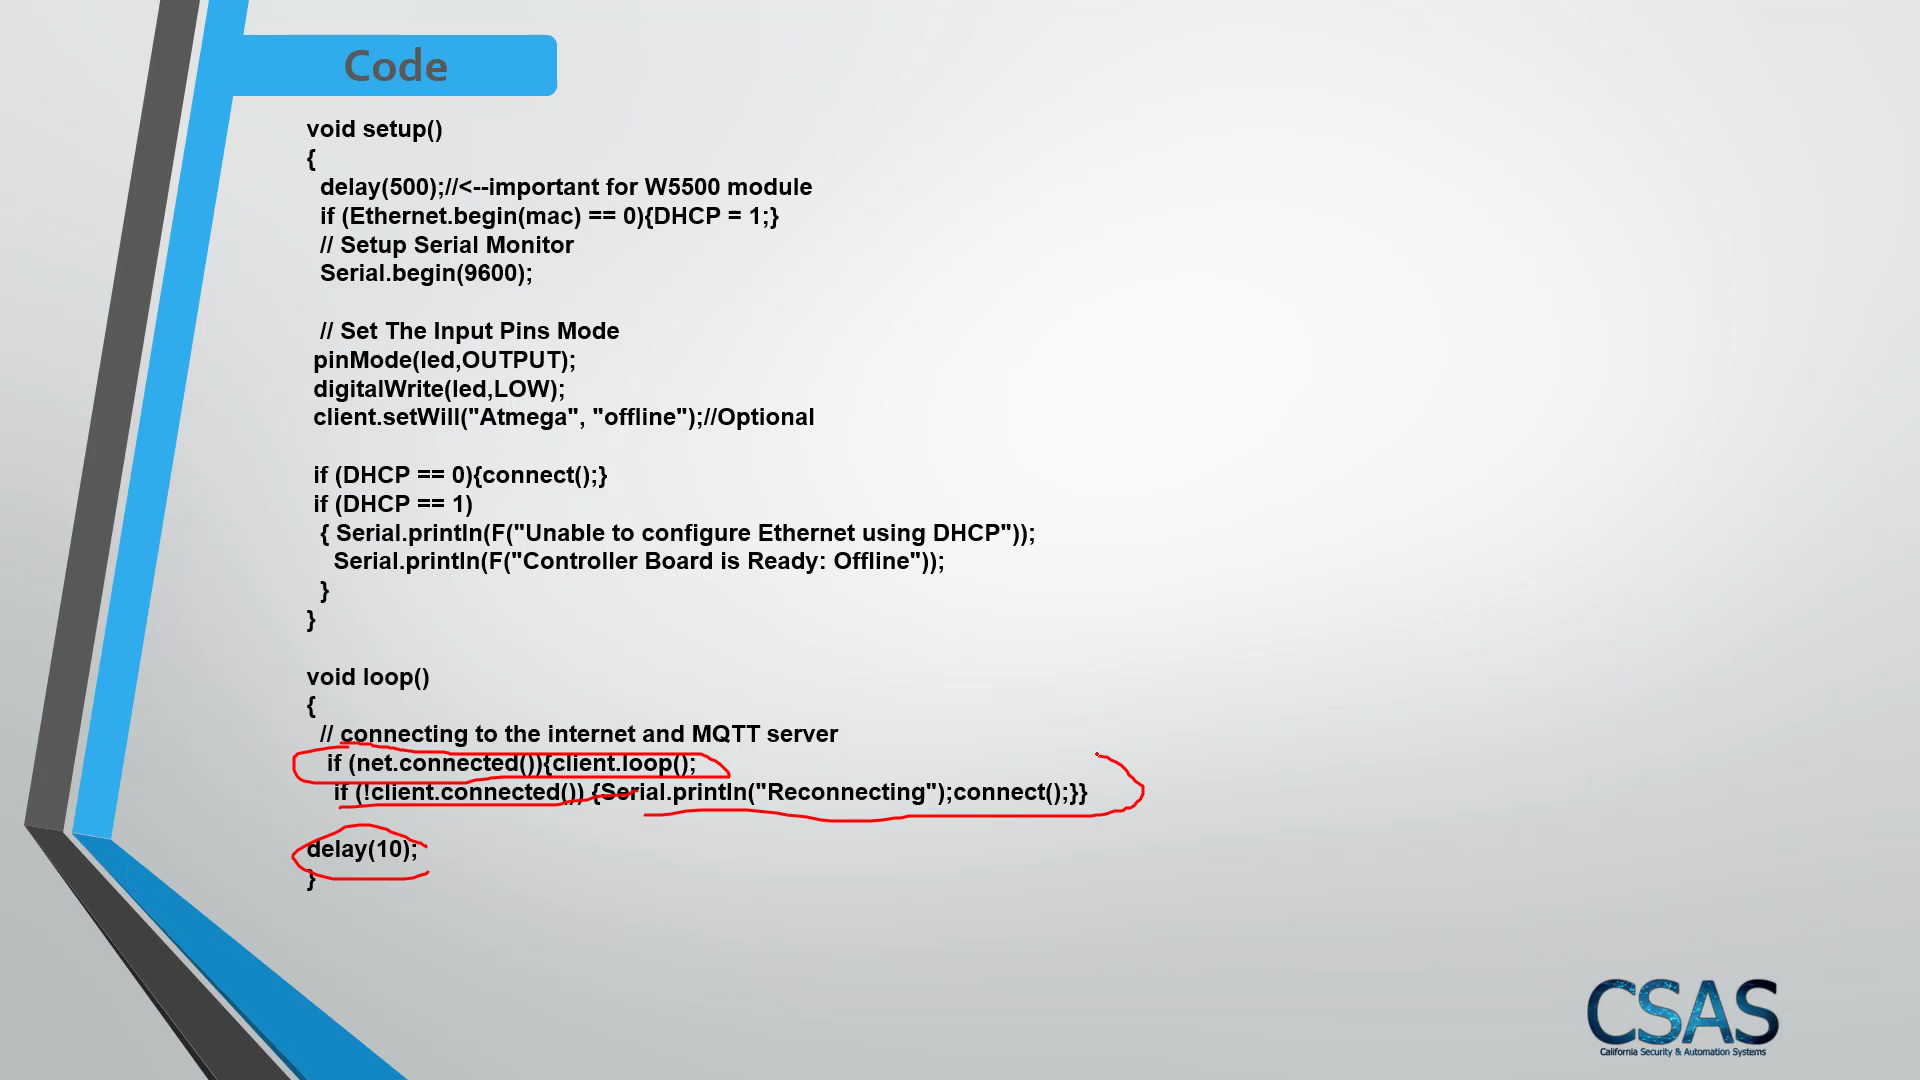 Code
void setup()
{
delay(500);//<--important for W5500 module
if (Ethernet.begin(mac) == 0){DHCP = 1;}
// Setup Serial Monitor
Serial.begin(9600);
// Set The Input Pins Mode
pinMode(led,OUTPUT);
digitalWrite(led,LOW);
client.setWill("Atmega", "offline");//Optional
if (DHCP == 0){connect();}
if (DHCP == 1)
{ Serial.println(F("Unable to configure Ethernet using DHCP"));
Serial.println(F("Controller Board is Ready: Offline"));
}
}
void loop()
{
// connecting to the internet and MQTT server
if (net.connected()){client.loop();
if (!client.connected()) {Serial.println("Reconnecting");connect();}}
delay(10);
}
CSAS
California Security & Automation Systems